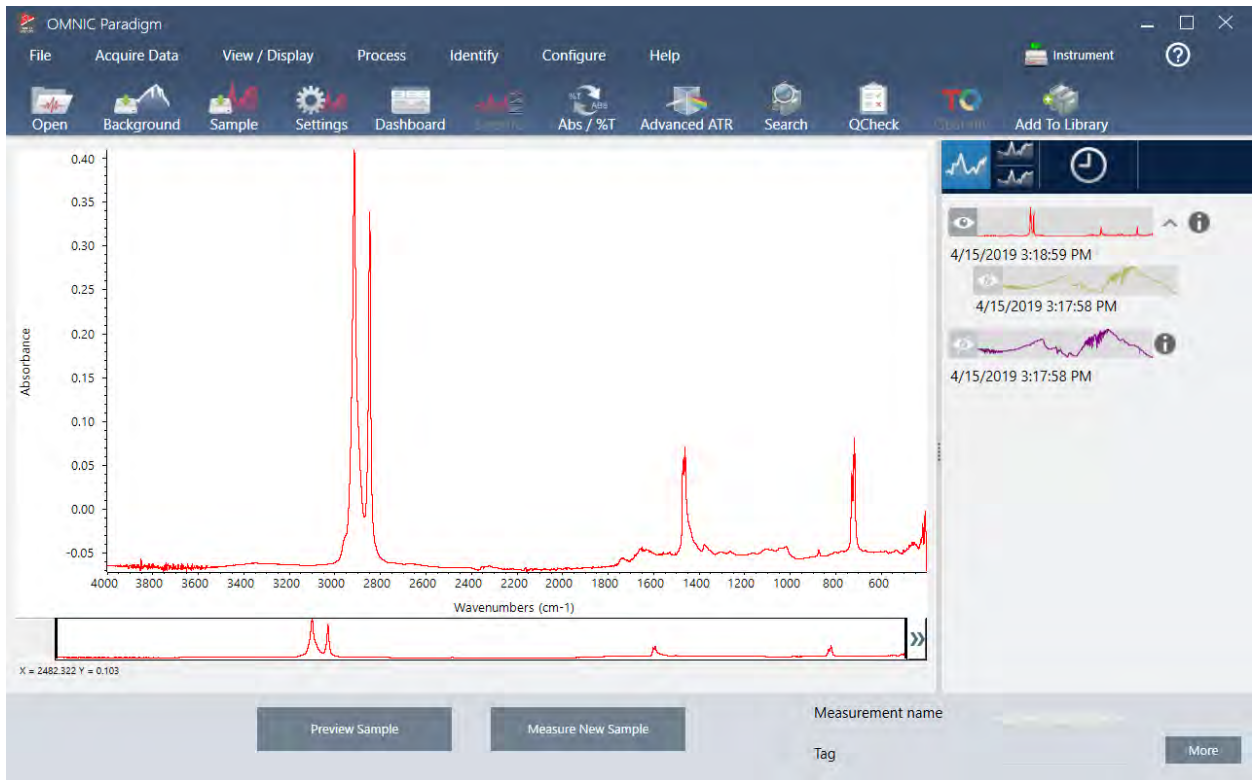 OMNIC Paradigm
File Acquire Data View / Display Process Identify Configure Help Instrument
%T ABS
Open Background Sample Settings Dashboard Abs / %T Advanced ATR Search QCheck Add To Library
0.40
0.35
0.30
0.25
0.20
0.15
0.10
0.05
0.00
-0.05
Absorbance
4000 3800 3600 3400 3200 3000 2800 2600 2400 2200 2000 1800 1600 1400 1200 1000 800 600
Wavenumbers (cm-1)
X = 2482.322 Y = 0.103
4/15/2019 3:18:59 PM
4/15/2019 3:17:58 PM
4/15/2019 3:17:58 PM
Preview Sample Measure New Sample
Measurement name
Tag
More